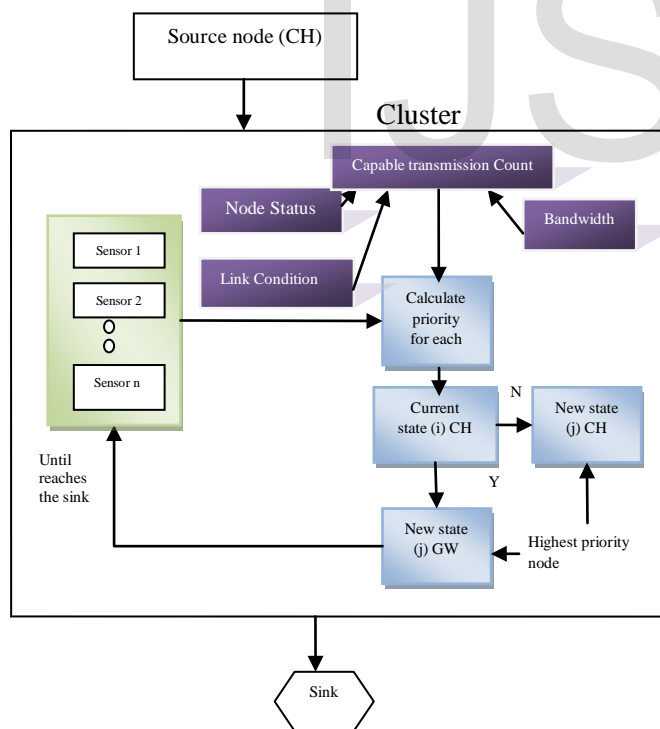 IJS
Source node (CH)
Cluster
Capable transmission Count
Node Status
Bandwidth
Link Condition
Sensor 1
Sensor 2
Sensor n
Calculate
priority
for each
Current
state (i) CH
N
New state
(j) CH
Y
Until
reaches
the sink
New state
(j) GW
Highest priority
node
Sink